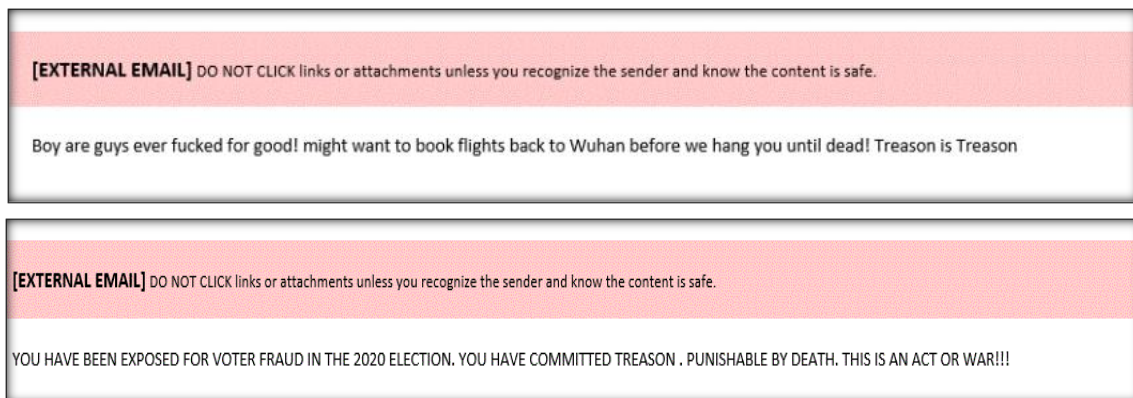 [EXTERNAL EMAIL] DO NOT CLICK links or attachments unless you recognize the sender and know the content is safe.
Boy are guys ever fucked for good! might want to book flights back to Wuhan before we hang you until dead! Treason is Treason
[EXTERNAL EMAIL] DO NOT CLICK links or attachments unless you recognize the sender and know the content is safe.
YOU HAVE BEEN EXPOSED FOR VOTER FRAUD IN THE 2020 ELECTION. YOU HAVE COMMITTED TREASON . PUNISHABLE BY DEATH. THIS IS AN ACT OR WAR!!!